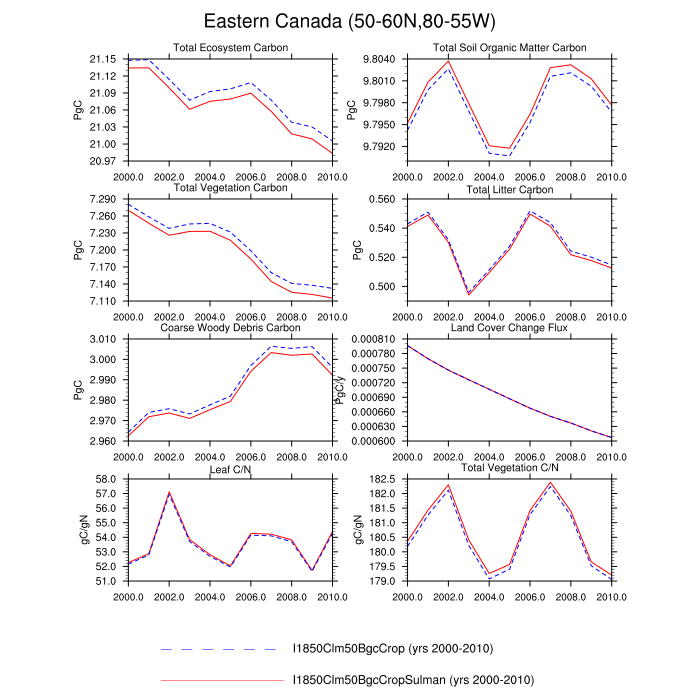 Eastern Canada (50-60N,80-55W)
Total Ecosystem Carbon
PgC
21.15
21.12
21.09
21.06
21.03
21.00
20.97
2000.0 2002.0 2004.0 2006.0 2008.0 2010.0
Total Soil Organic Matter Carbon
PgC
9.8040
9.8010
9.7980
9.7950
9.7920
2000.0 2002.0 2004.0 2006.0 2008.0 2010.0
Total Vegetation Carbon
PgC
7.290
7.260
7.230
7.200
7.170
7.140
7.110
2000.0 2002.0 2004.0 2006.0 2008.0 2010.0
Total Litter Carbon
PgC
0.560
0.540
0.520
0.500
2000.0 2002.0 2004.0 2006.0 2008.0 2010.0
Coarse Woody Debris Carbon
PgC
3.010
3.000
2.990
2.980
2.970
2.960
2000.0 2002.0 2004.0 2006.0 2008.0 2010.0
Land Cover Change Flux
PgC/y
0.000810
0.000780
0.000750
0.000720
0.000690
0.000660
0.000630
0.000600
2000.0 2002.0 2004.0 2006.0 2008.0 2010.0
Leaf C/N
gC/gN
58.0
57.0
56.0
55.0
54.0
53.0
52.0
51.0
2000.0 2002.0 2004.0 2006.0 2008.0 2010.0
Total Vegetation C/N
gC/gN
182.5
182.0
181.5
181.0
180.5
180.0
179.5
179.0
2000.0 2002.0 2004.0 2006.0 2008.0 2010.0
I1850Clm50BgcCrop (yrs 2000-2010)
I1850Clm50BgcCropSulman (yrs 2000-2010)